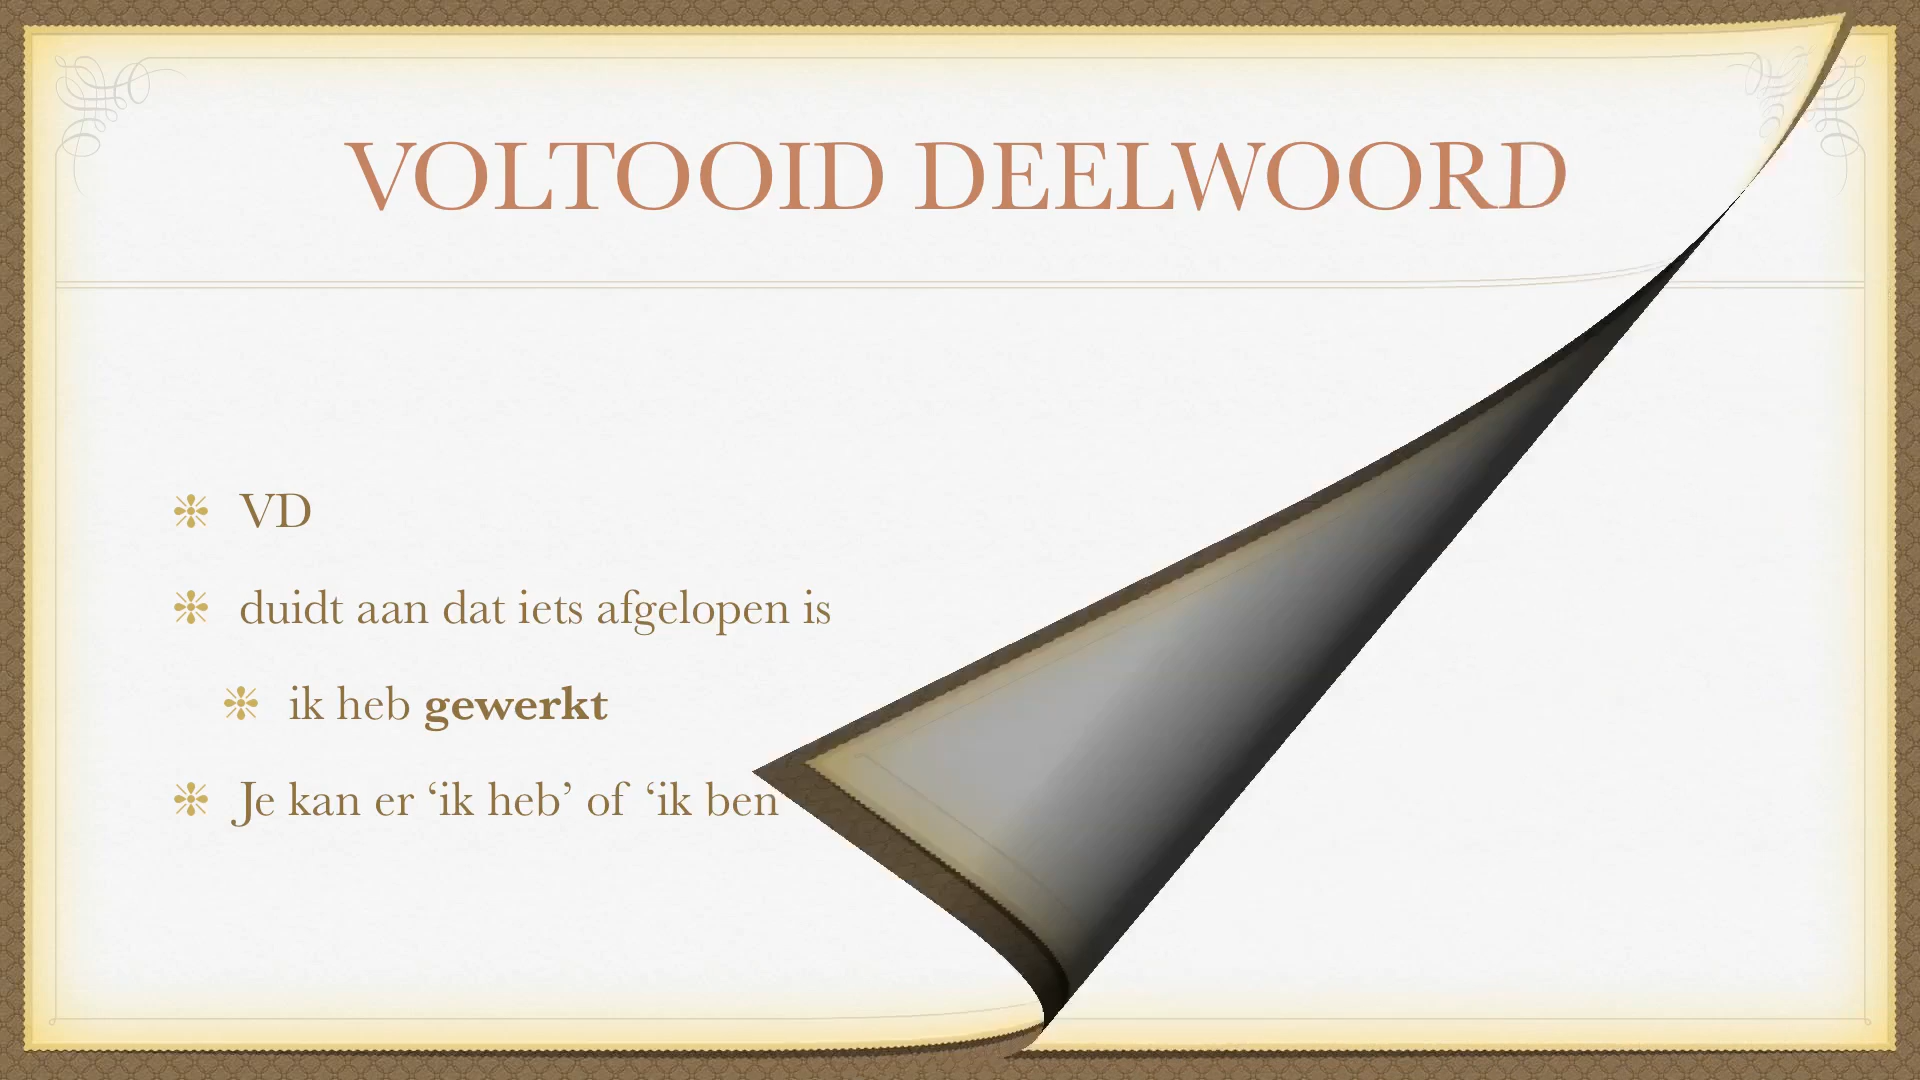 VOLTOOID DEELWOORD
VD
duidt aan dat iets afgelopen is
ik heb gewerkt
Je kan er ‘ik heb’ of ‘ik ben